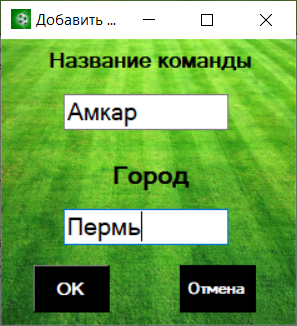 Добавить ...
Название команды
Амкар
Город
Пермь
OK
Отмена